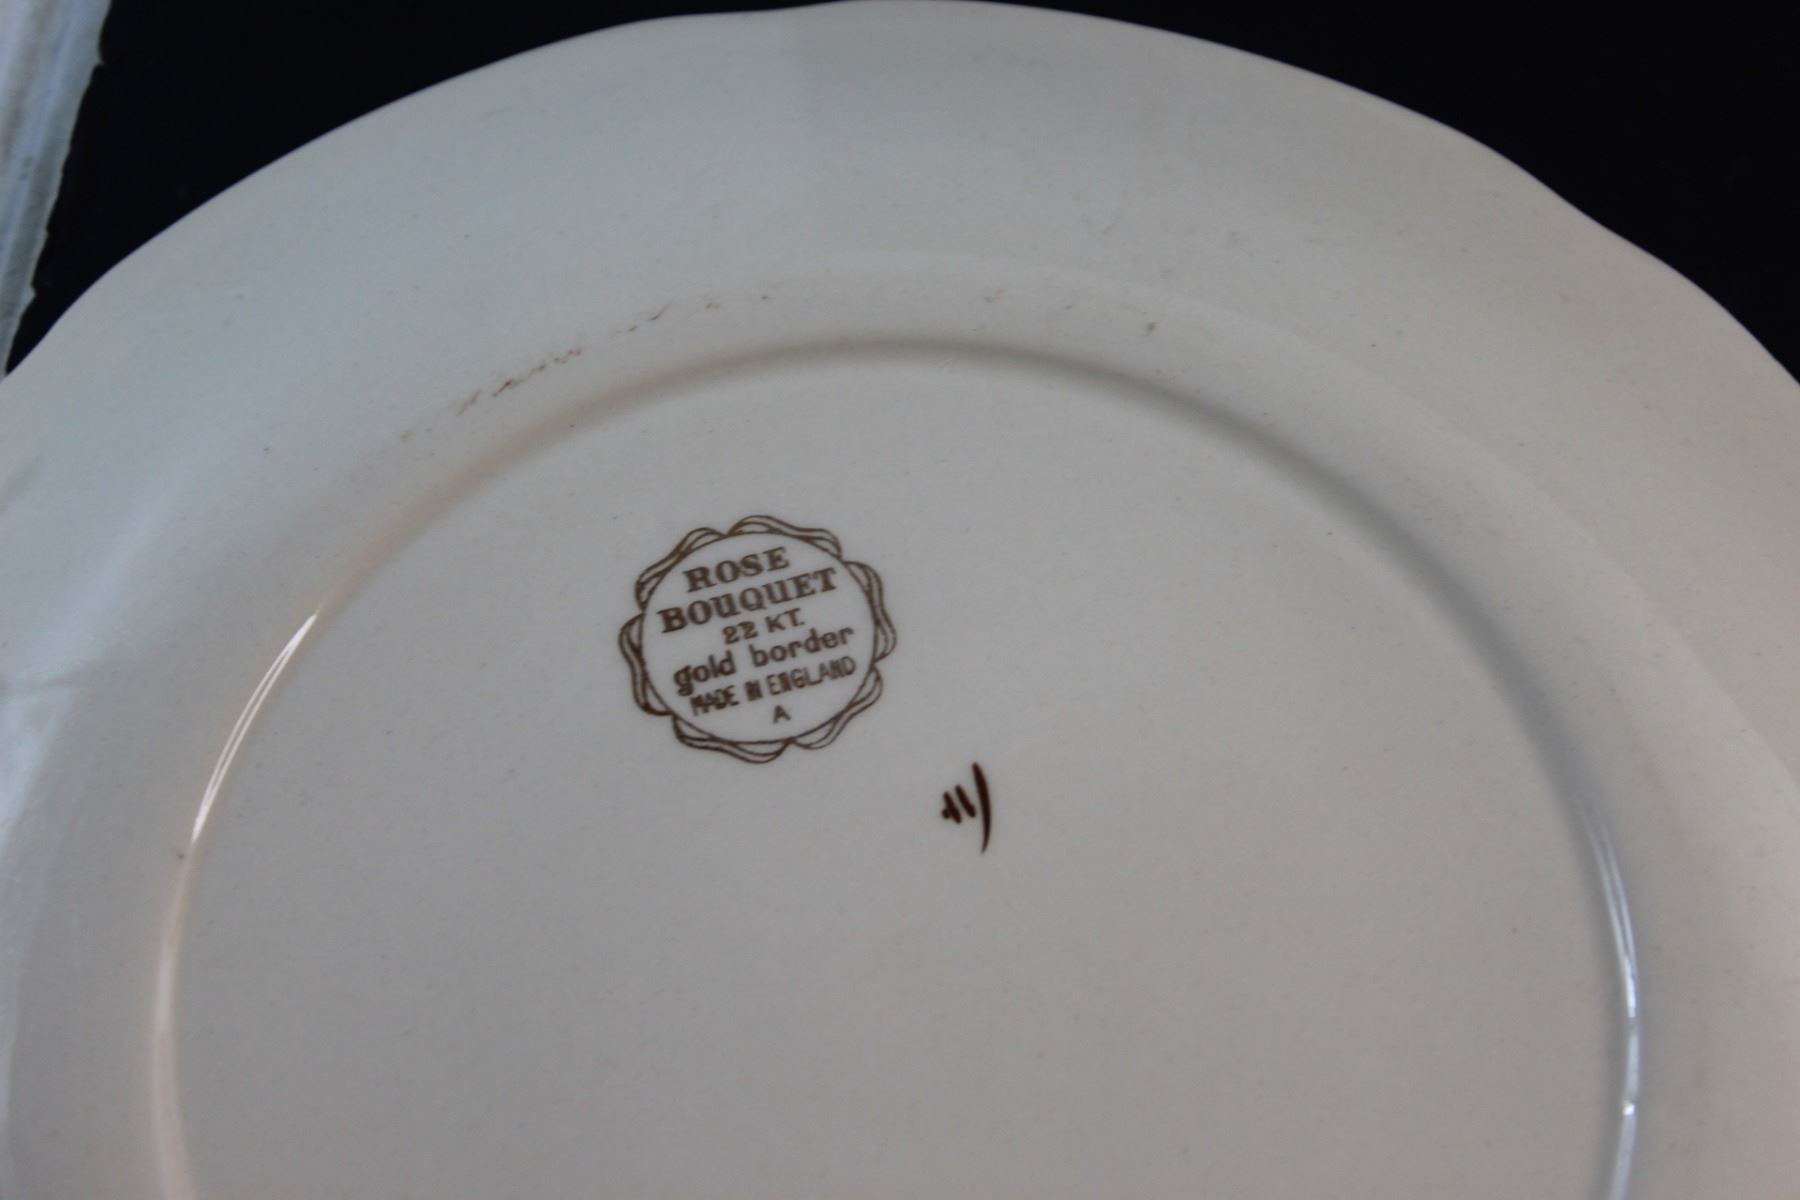 ROSE
BOUQUET
22 KT.
gold border
MADE IN ENGLAND
A